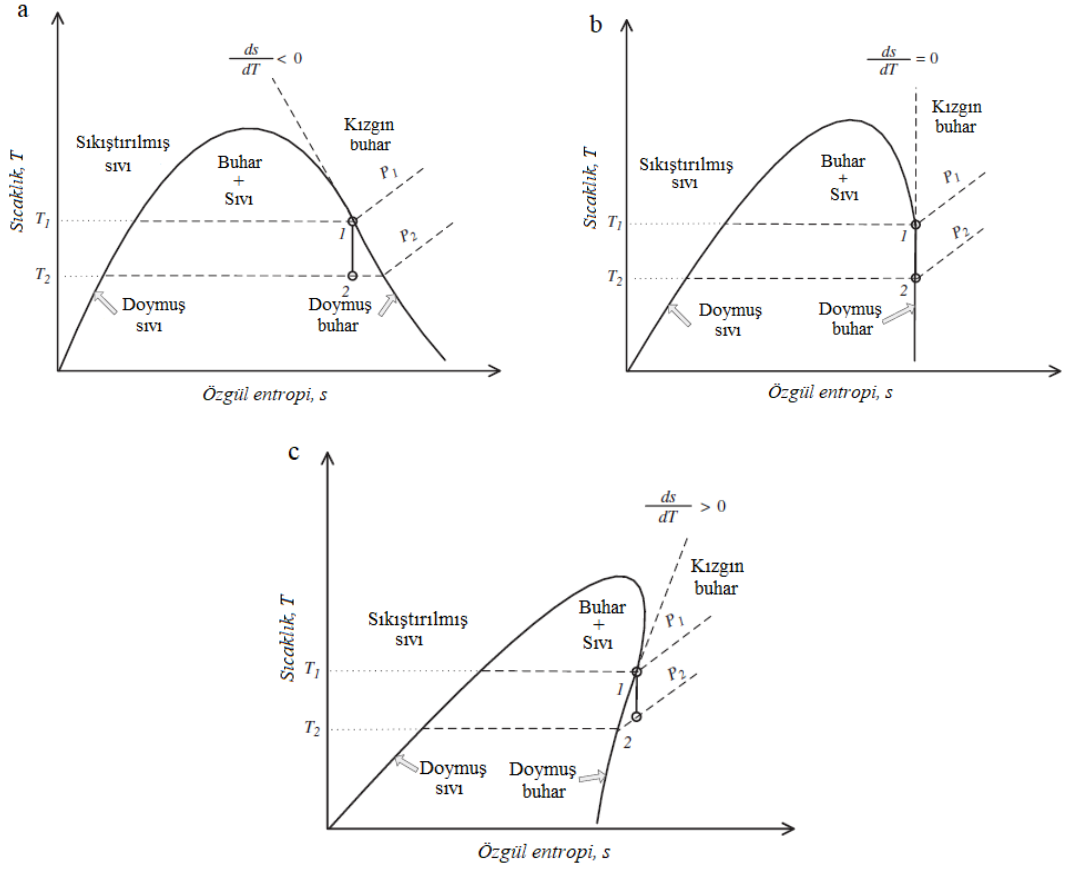 a
ds
dT
< 0
Sıcaklık, T
Sıkıştırılmış
sıvı
Buhar
+
Sıvı
Kızgın
buhar
P1
P2
T1
T2
1
2
Doymuş
sıvı
Doymuş
buhar
Özgül entropi, s
b
ds
dT
= 0
Sıcaklık, T
Sıkıştırılmış
sıvı
Buhar
+
Sıvı
Kızgın
buhar
P1
P2
T1
T2
1
2
Doymuş
sıvı
Doymuş
buhar
Özgül entropi, s
c
ds
dT
> 0
Sıcaklık, T
Sıkıştırılmış
sıvı
Buhar
+
Sıvı
Kızgın
buhar
P1
P2
T1
T2
1
2
Doymuş
sıvı
Doymuş
buhar
Özgül entropi, s